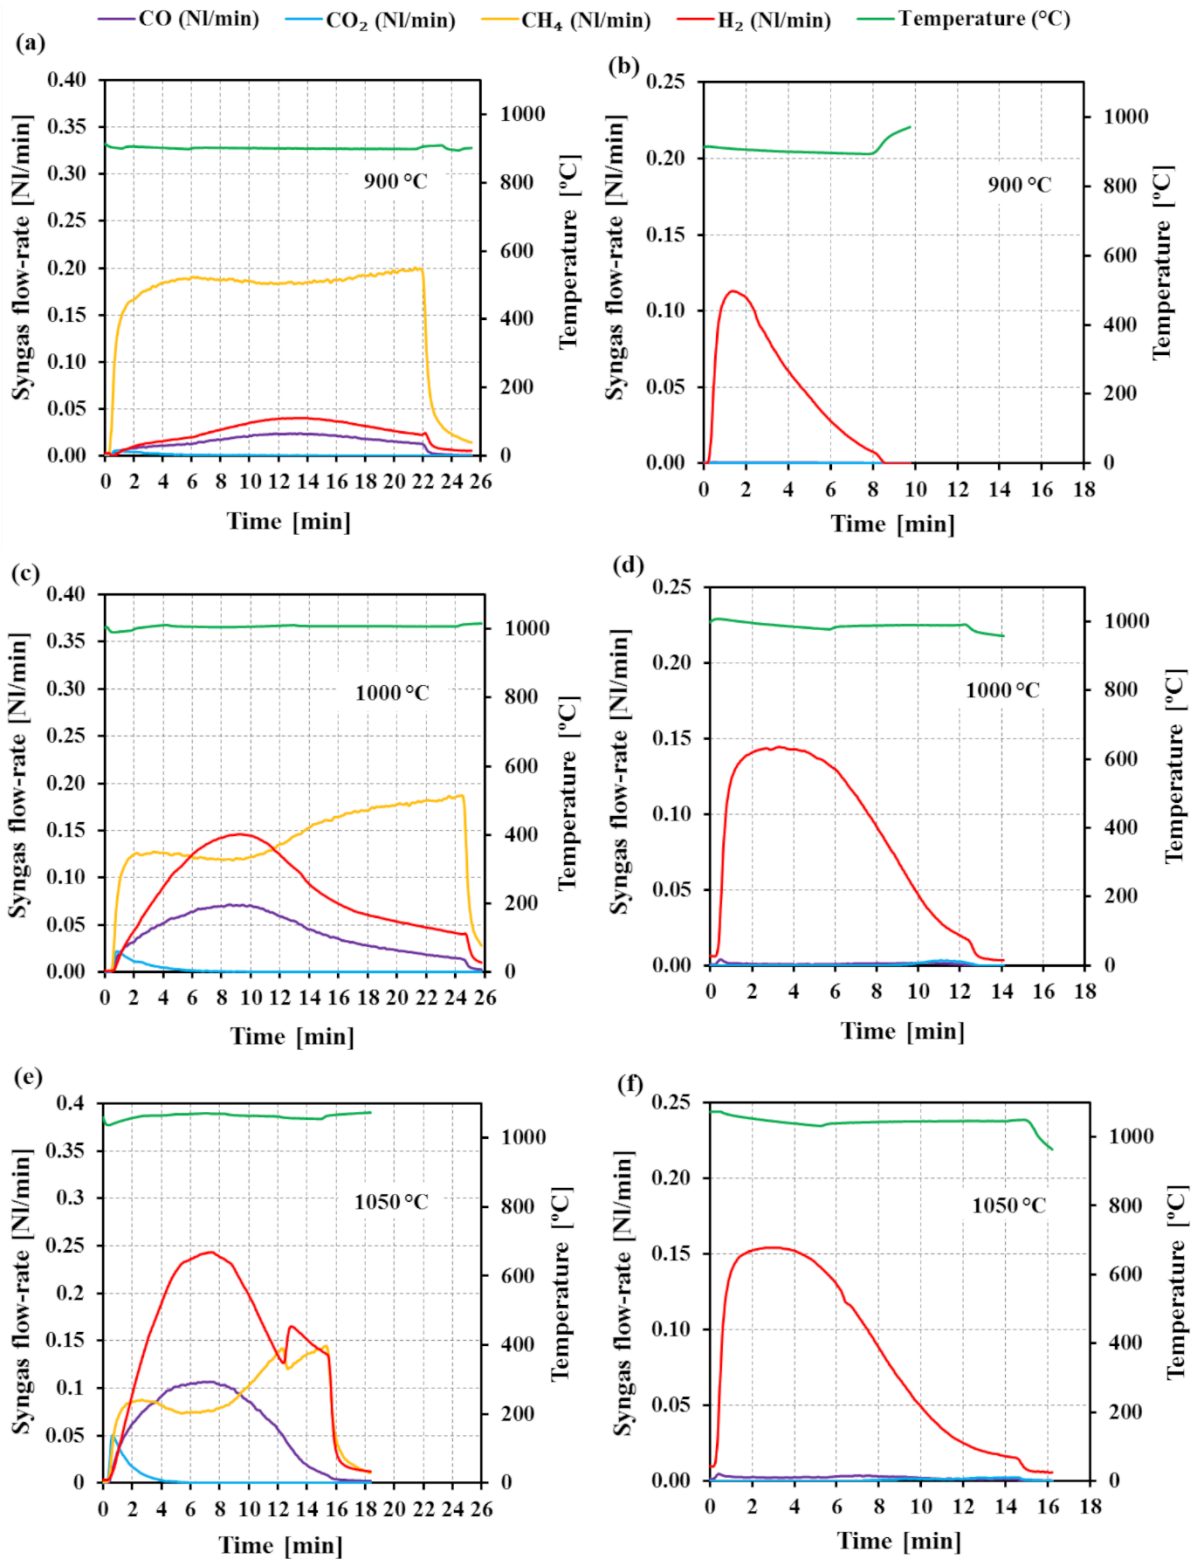 CO (Nl/min) CO₂ (Nl/min) CH₄ (Nl/min) H₂ (Nl/min) Temperature (°C)
(a)
Syngas flow-rate [Nl/min]
0.40
0.35
0.30
0.25
0.20
0.15
0.10
0.05
0.00
900 °C
1000
800
600
400
200
0
Temperature [°C]
0 2 4 6 8 10 12 14 16 18 20 22 24 26
Time [min]
(b)
Syngas flow-rate [Nl/min]
0.25
0.20
0.15
0.10
0.05
0.00
900 °C
1000
800
600
400
200
0
Temperature [°C]
0 2 4 6 8 10 12 14 16 18
Time [min]
(c)
Syngas flow-rate [Nl/min]
0.40
0.35
0.30
0.25
0.20
0.15
0.10
0.05
0.00
1000 °C
1000
800
600
400
200
0
Temperature [°C]
0 2 4 6 8 10 12 14 16 18 20 22 24 26
Time [min]
(d)
Syngas flow-rate [Nl/min]
0.25
0.20
0.15
0.10
0.05
0.00
1000 °C
1000
800
600
400
200
0
Temperature [°C]
0 2 4 6 8 10 12 14 16 18
Time [min]
(e)
Syngas flow-rate [Nl/min]
0.4
0.35
0.3
0.25
0.2
0.15
0.1
0.05
0
1050 °C
1000
800
600
400
200
0
Temperature [°C]
0 2 4 6 8 10 12 14 16 18 20 22 24 26
Time [min]
(f)
Syngas flow-rate [Nl/min]
0.25
0.20
0.15
0.10
0.05
0.00
1050 °C
1000
800
600
400
200
0
Temperature [°C]
0 2 4 6 8 10 12 14 16 18
Time [min]